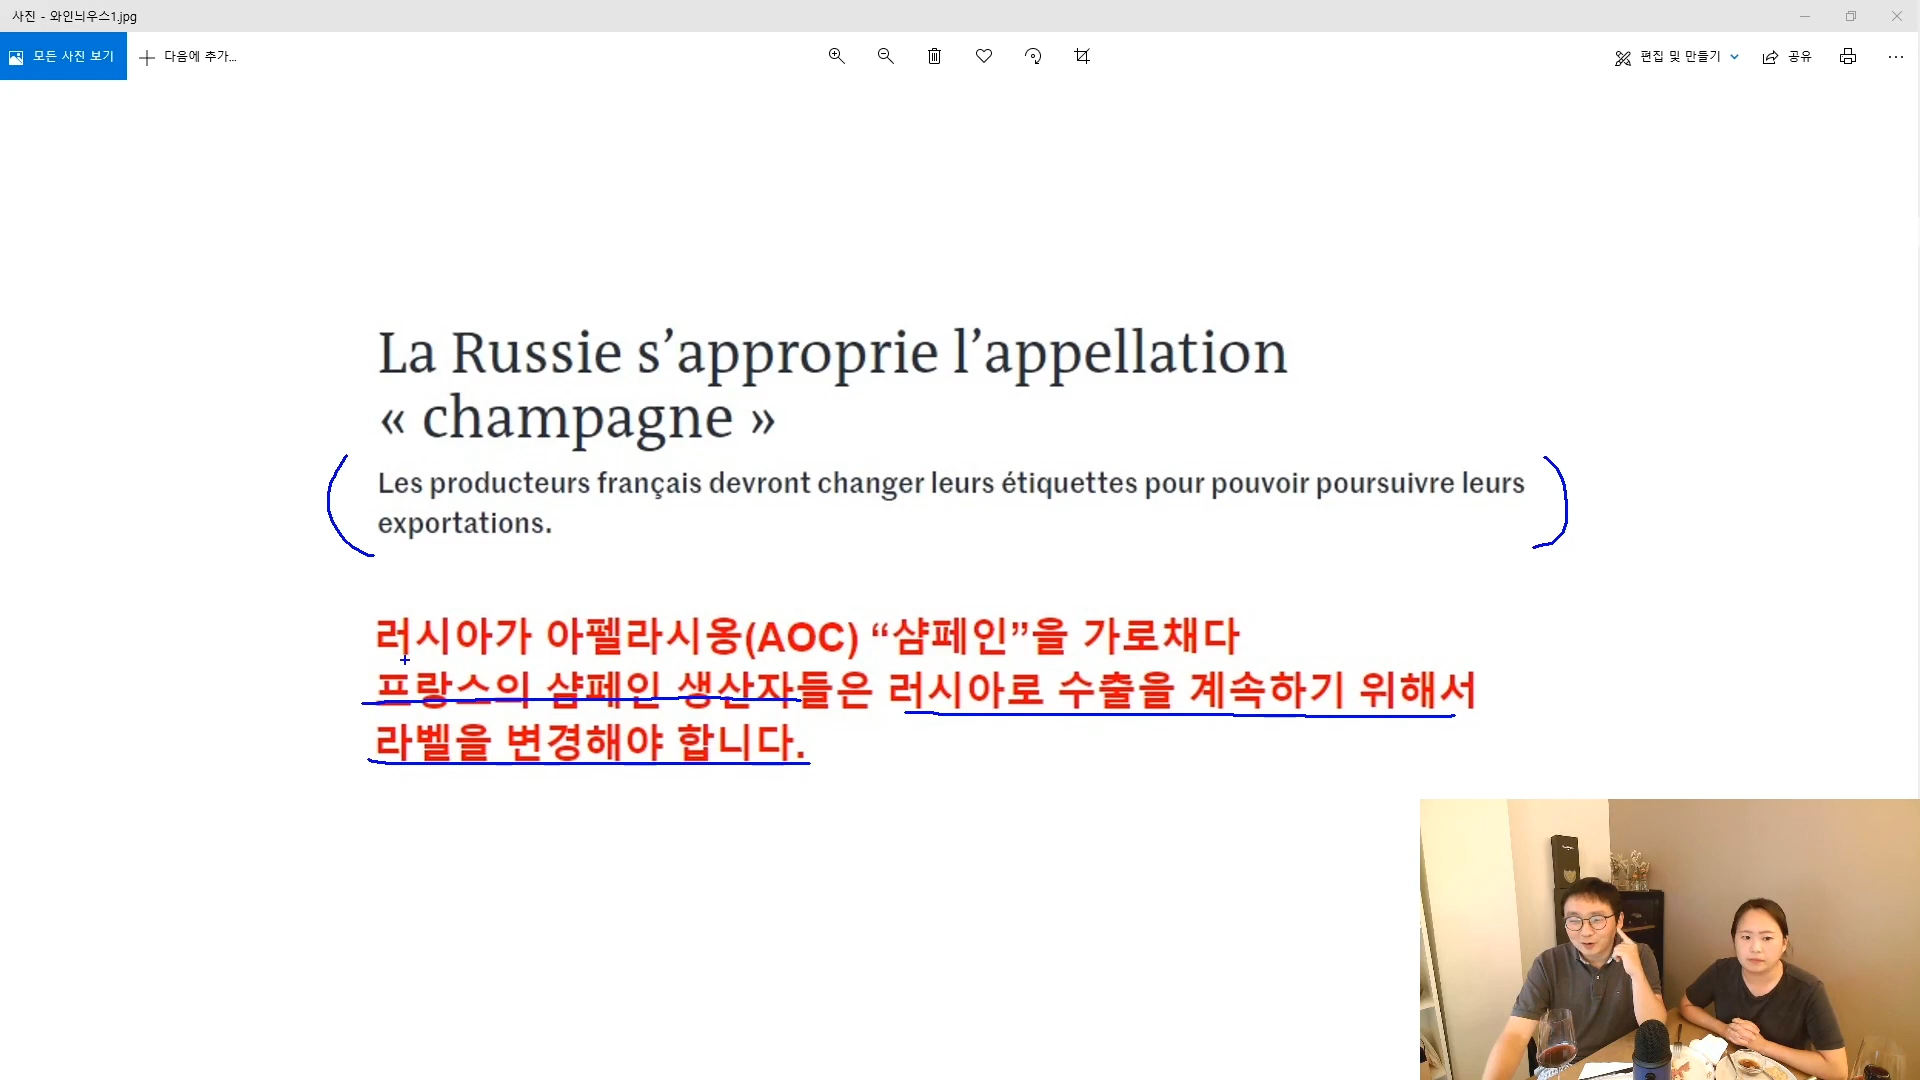 사진 - 와인늬우스1.jpg
모든 사진 보기
다음에 추가...
편집 및 만들기
공유
La Russie s’approprie l’appellation
« champagne »
Les producteurs français devront changer leurs étiquettes pour pouvoir poursuivre leurs
exportations.
러시아가 아펠라시옹(AOC) “샴페인”을 가로채다
프랑스의 샴페인 생산자들은 러시아로 수출을 계속하기 위해서
라벨을 변경해야 합니다.